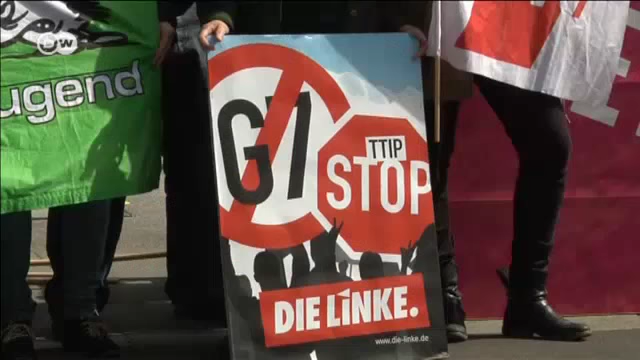 DW
ugend
G7
TTIP
STOP
DIE LINKE.
www.die-linke.de